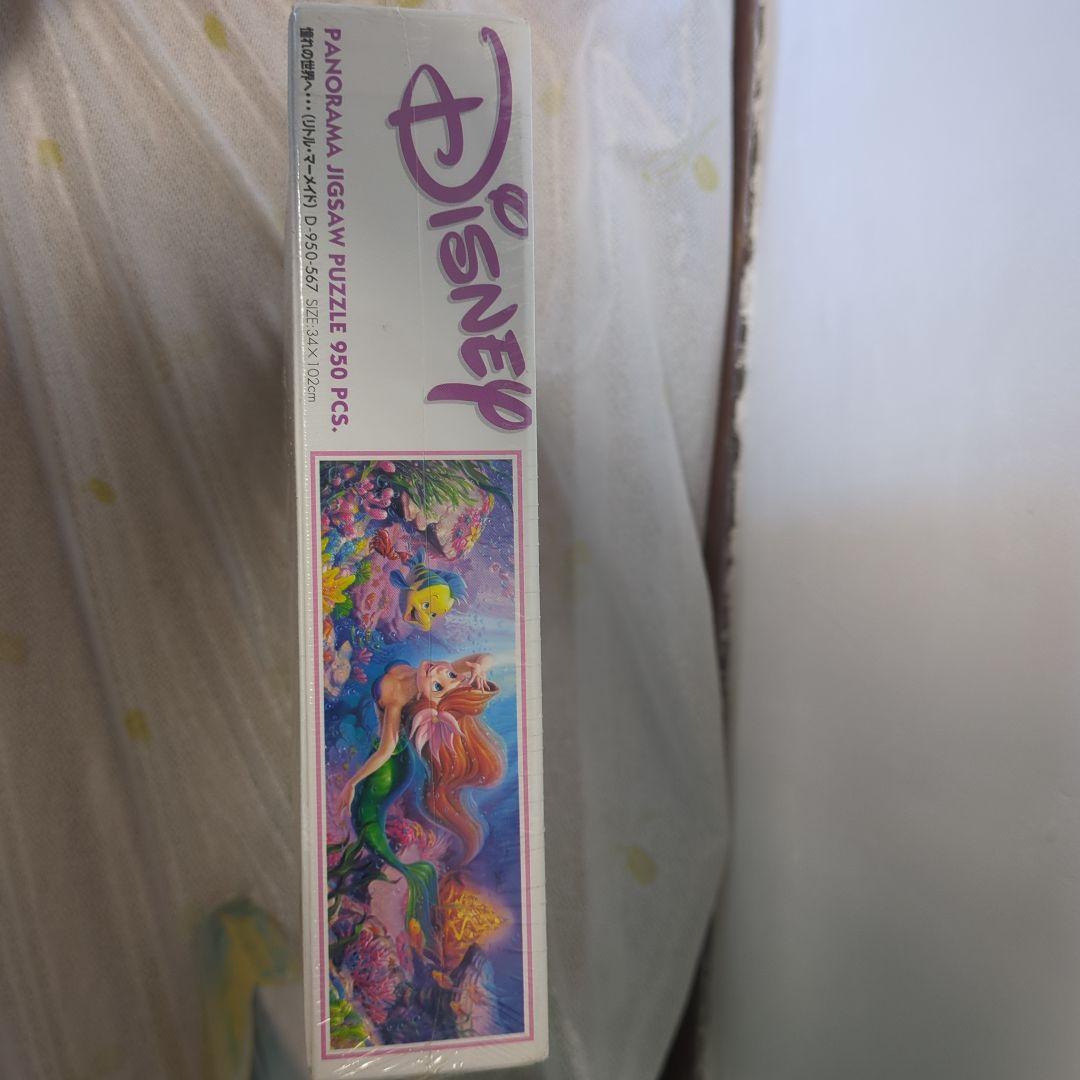 DISNEY
PANORAMA JIGSAW PUZZLE 950 PCS.
憧れの世界へ・・・(リトル・マーメイド) D-950-567 SIZE:34×102cm